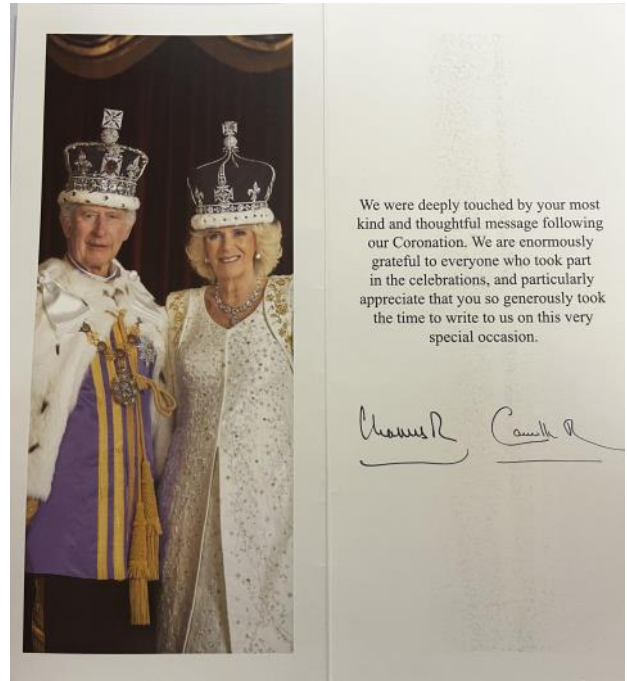 We were deeply touched by your most
kind and thoughtful message following
our Coronation. We are enormously
grateful to everyone who took part
in the celebrations, and particularly
appreciate that you so generously took
the time to write to us on this very
special occasion.
Charles R Camilla R